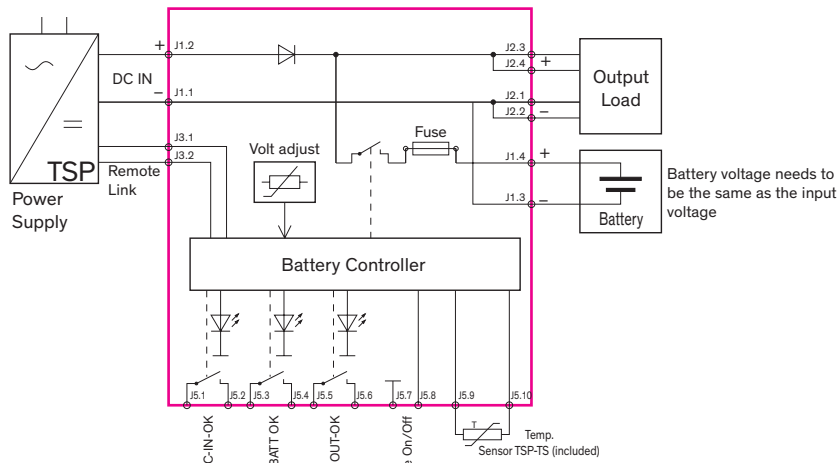 J1.2
J2.3
J2.4
+
+
DC IN
Output
Load
J1.1
−
J2.1
J2.2
−
J3.1
J3.2
TSP
Remote
Link
Power
Supply
Volt adjust
Fuse
J1.4
+
J1.3
−
Battery
Battery voltage needs to
be the same as the input
voltage
Battery Controller
J5.1
J5.2
J5.3
J5.4
J5.5
J5.6
J5.7
J5.8
J5.9
J5.10
C-IN-OK
BATT OK
OUT-OK
e On/Off
T
Temp.
Sensor TSP-TS (included)